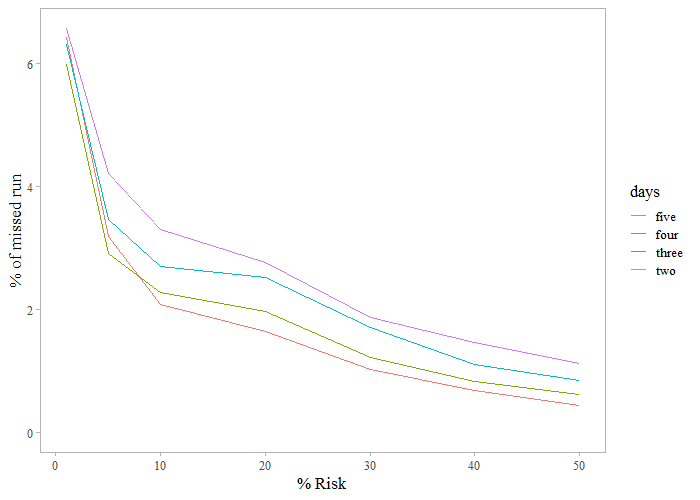 % of missed run
6
4
2
0
0 10 20 30 40 50
% Risk
days
five
four
three
two